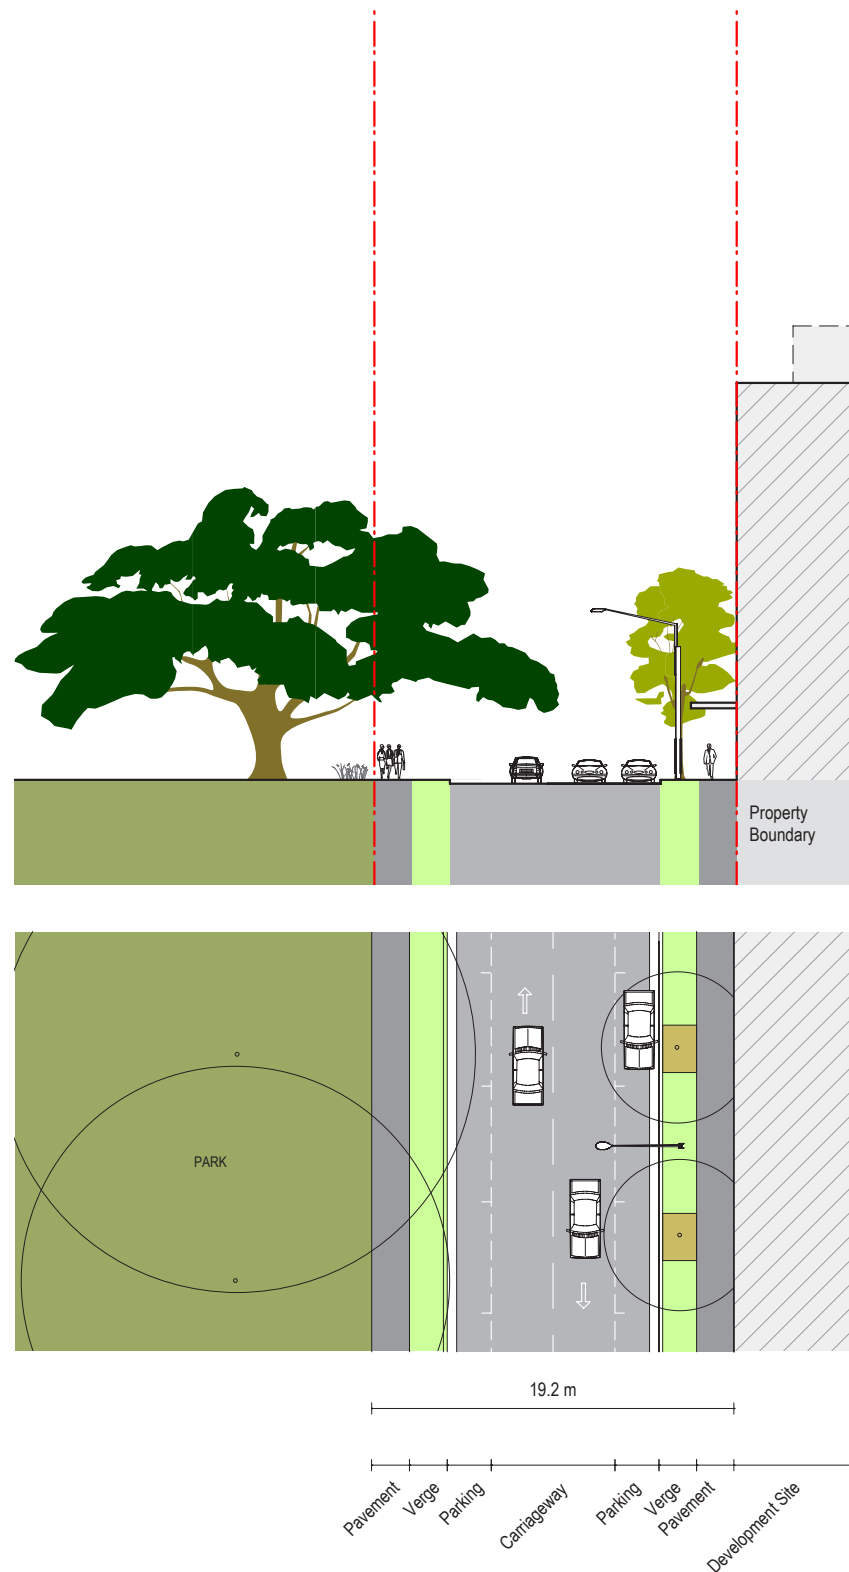 Property
Boundary
PARK
19.2 m
Pavement
Verge
Parking
Carriageway
Parking
Verge
Pavement
Development Site